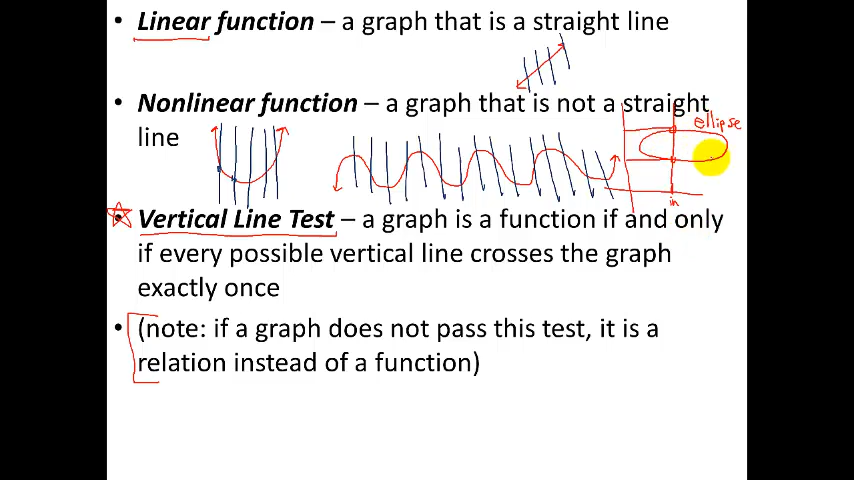 • Linear function – a graph that is a straight line
• Nonlinear function – a graph that is not a straight
line
ellipse
in
• Vertical Line Test – a graph is a function if and only
if every possible vertical line crosses the graph
exactly once
• (note: if a graph does not pass this test, it is a
relation instead of a function)